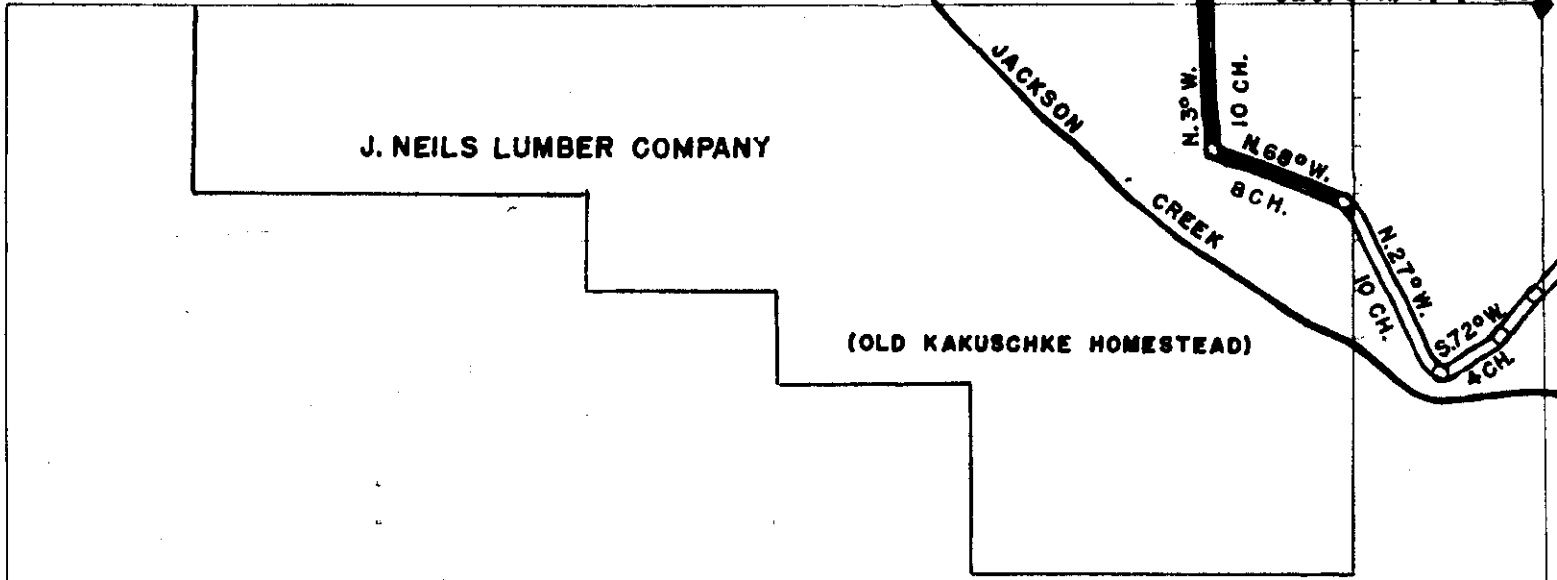 JACKSON
CREEK
N. 3° W.
10 CH.
N. 68° W.
8 CH.
J. NEILS LUMBER COMPANY
N. 27° W.
10 CH.
(OLD KAKUSCHKE HOMESTEAD)
S. 72° W.
4 CH.